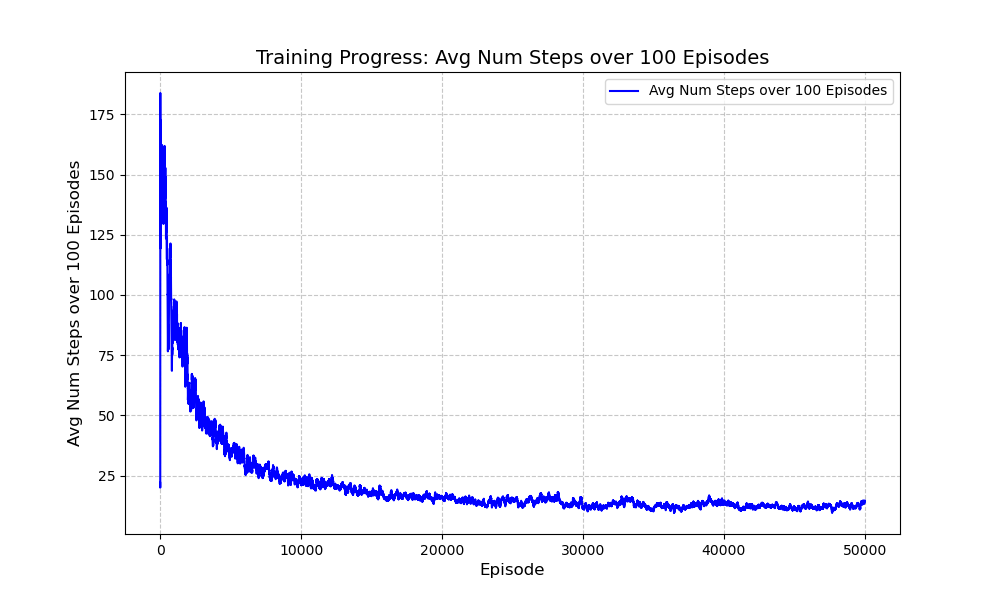 Training Progress: Avg Num Steps over 100 Episodes
Avg Num Steps over 100 Episodes
Avg Num Steps over 100 Episodes
175
150
125
100
75
50
25
0 10000 20000 30000 40000 50000
Episode